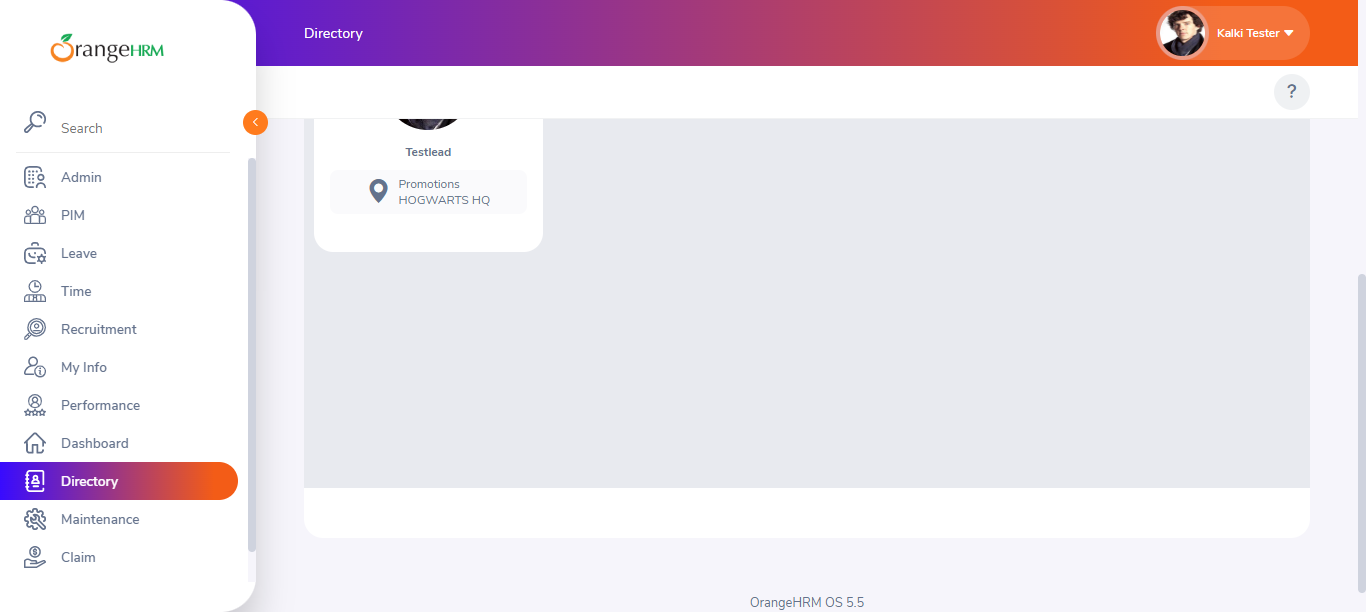 OrangeHRM
Directory
Kalki Tester
?
Search
Admin
PIM
Leave
Time
Recruitment
My Info
Performance
Dashboard
Directory
Maintenance
Claim
Testlead
Promotions
HOGWARTS HQ
OrangeHRM OS 5.5